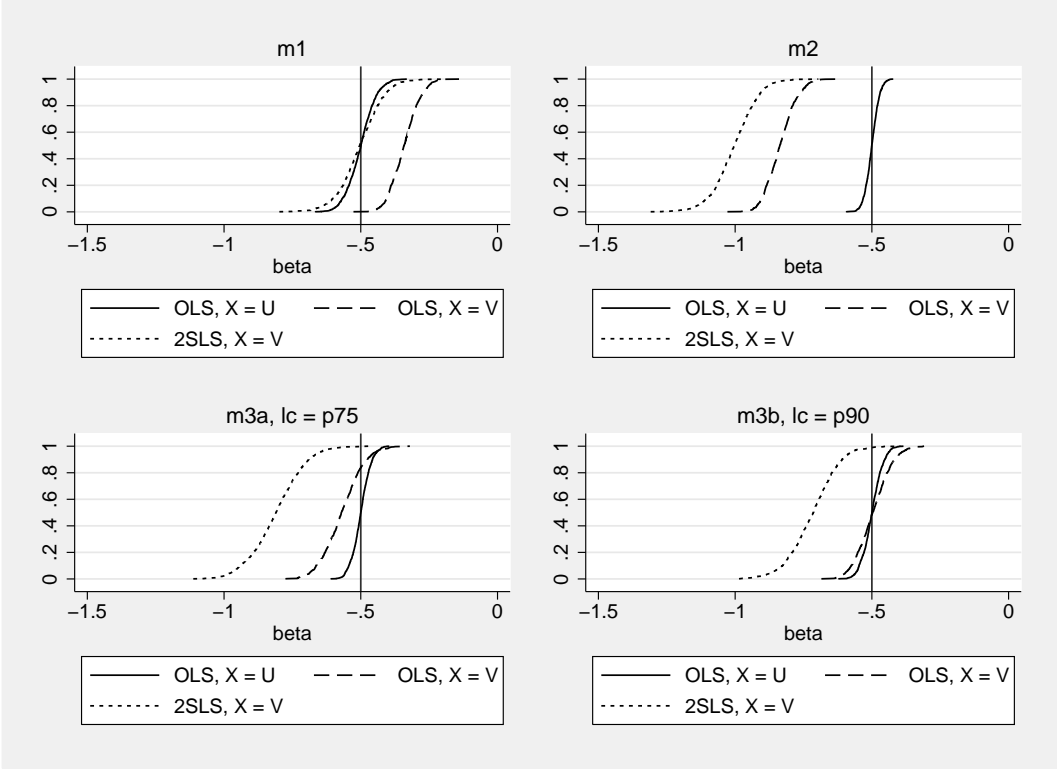 m1
0 .2 .4 .6 .8 1
−1.5 −1 −.5 0
beta
OLS, X = U OLS, X = V
2SLS, X = V
m2
0 .2 .4 .6 .8 1
−1.5 −1 −.5 0
beta
OLS, X = U OLS, X = V
2SLS, X = V
m3a, lc = p75
0 .2 .4 .6 .8 1
−1.5 −1 −.5 0
beta
OLS, X = U OLS, X = V
2SLS, X = V
m3b, lc = p90
0 .2 .4 .6 .8 1
−1.5 −1 −.5 0
beta
OLS, X = U OLS, X = V
2SLS, X = V